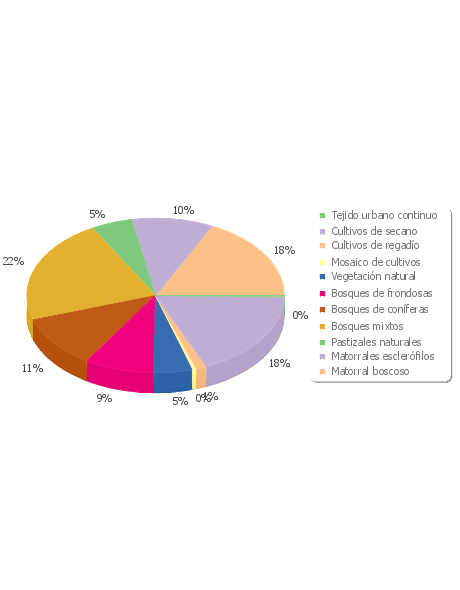 10%
5%
18%
22%
0%
11%
18%
9%
5%
0%
Tejido urbano continuo
Cultivos de secano
Cultivos de regadío
Mosaico de cultivos
Vegetación natural
Bosques de frondosas
Bosques de coníferas
Bosques mixtos
Pastizales naturales
Matorrales esclerófilos
Matorral boscoso